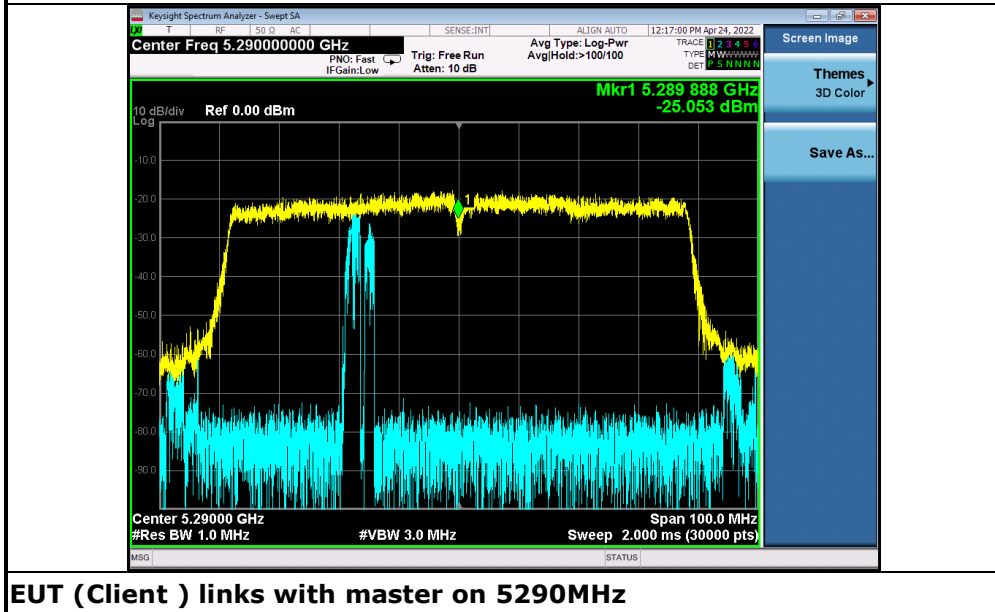 Keysight Spectrum Analyzer - Swept SA
LXI T RF 50 Ω AC SENSE:INT ALIGN AUTO 12:17:00 PM Apr 24, 2022
Center Freq 5.290000000 GHz
PNO: Fast
IFGain:Low
Trig: Free Run
Atten: 10 dB
Avg Type: Log-Pwr
Avg|Hold:>100/100
TRACE 1 2 3 4 5 6
TYPE M W W W W W
DET P S N N N N
Screen Image
Themes
3D Color
Save As...
Mkr1 5.289 888 GHz
-25.053 dBm
10 dB/div Ref 0.00 dBm
Log
-10.0
-20.0
1
-30.0
-40.0
-50.0
-60.0
-70.0
-80.0
-90.0
Center 5.29000 GHz Span 100.0 MHz
#Res BW 1.0 MHz #VBW 3.0 MHz Sweep 2.000 ms (30000 pts)
MSG STATUS
EUT (Client ) links with master on 5290MHz